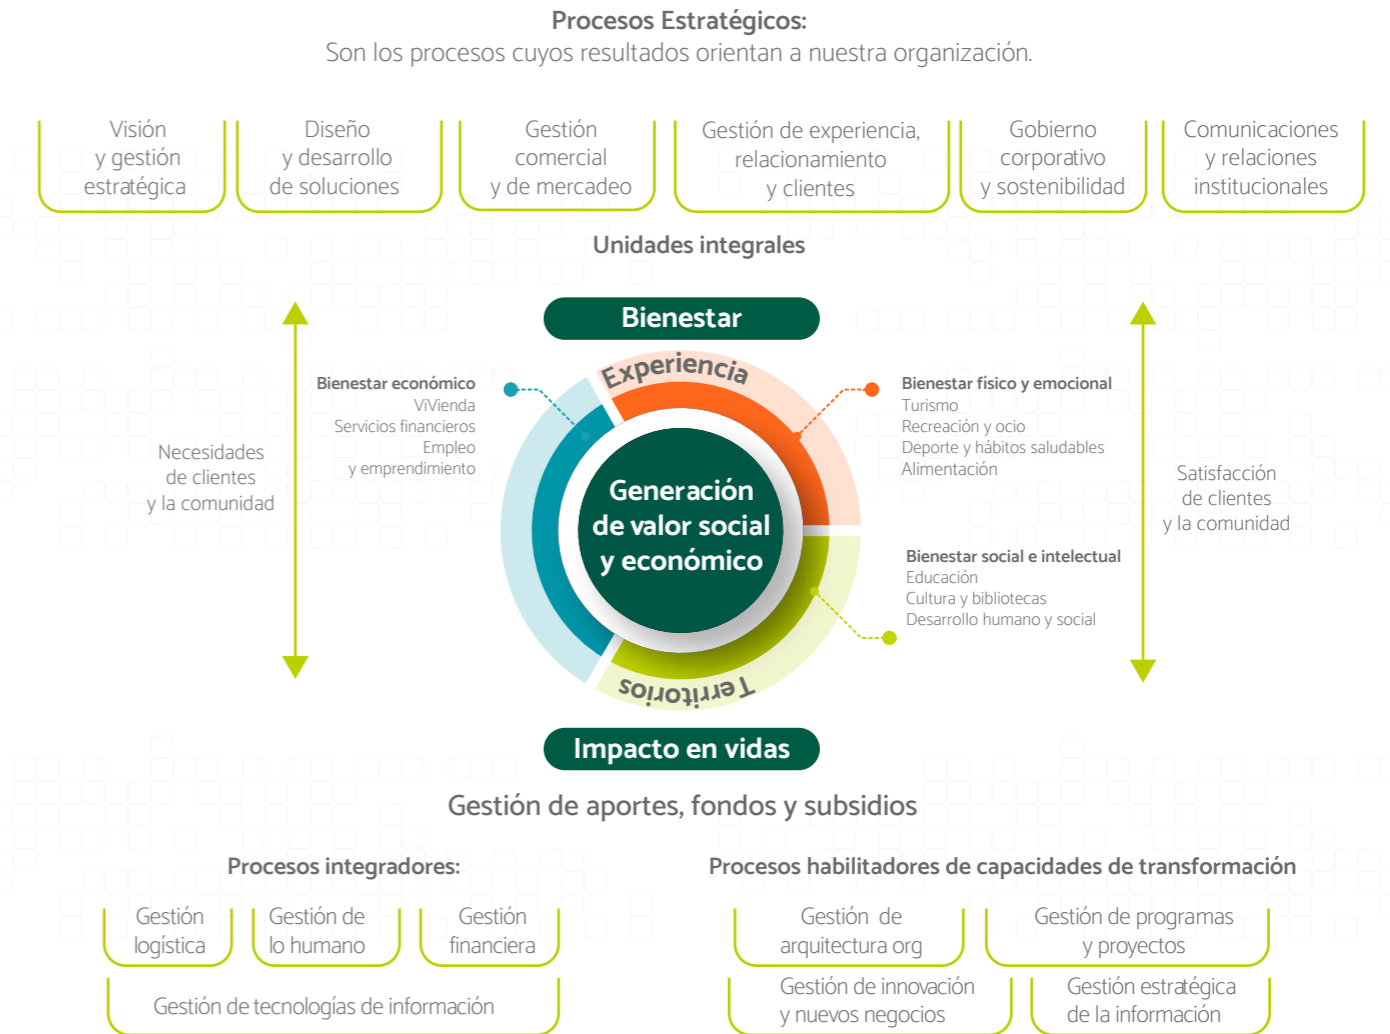 Procesos Estratégicos:
Son los procesos cuyos resultados orientan a nuestra organización.
Visión
y gestión
estratégica
Diseño
y desarrollo
de soluciones
Gestión
comercial
y de mercadeo
Gestión de experiencia,
relacionamiento
y clientes
Gobierno
corporativo
y sostenibilidad
Comunicaciones
y relaciones
institucionales
Unidades integrales
Bienestar
Experiencia
Necesidades
de clientes
y la comunidad
Bienestar económico
ViVienda
Servicios financieros
Empleo
y emprendimiento
Generación
de valor social
y económico
Bienestar físico y emocional
Turismo
Recreación y ocio
Deporte y hábitos saludables
Alimentación
Bienestar social e intelectual
Educación
Cultura y bibliotecas
Desarrollo humano y social
Satisfacción
de clientes
y la comunidad
Territorios
Impacto en vidas
Gestión de aportes, fondos y subsidios
Procesos integradores:
Gestión
logística
Gestión de
lo humano
Gestión
financiera
Gestión de tecnologías de información
Procesos habilitadores de capacidades de transformación
Gestión de
arquitectura org
Gestión de programas
y proyectos
Gestión de innovación
y nuevos negocios
Gestión estratégica
de la información